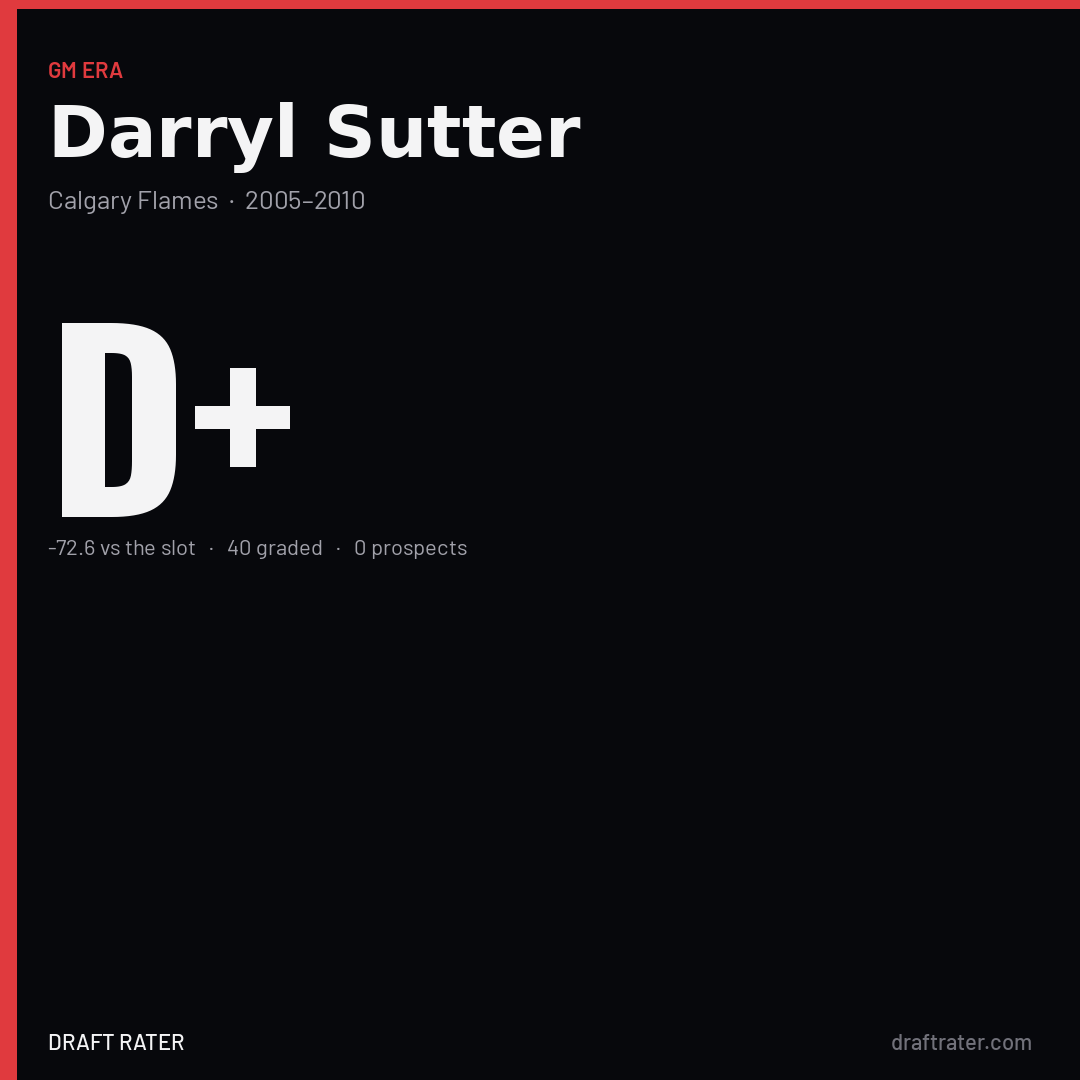 GM ERA
Darryl Sutter
Calgary Flames · 2005–2010
D+
-72.6 vs the slot · 40 graded · 0 prospects
DRAFT RATER
draftrater.com